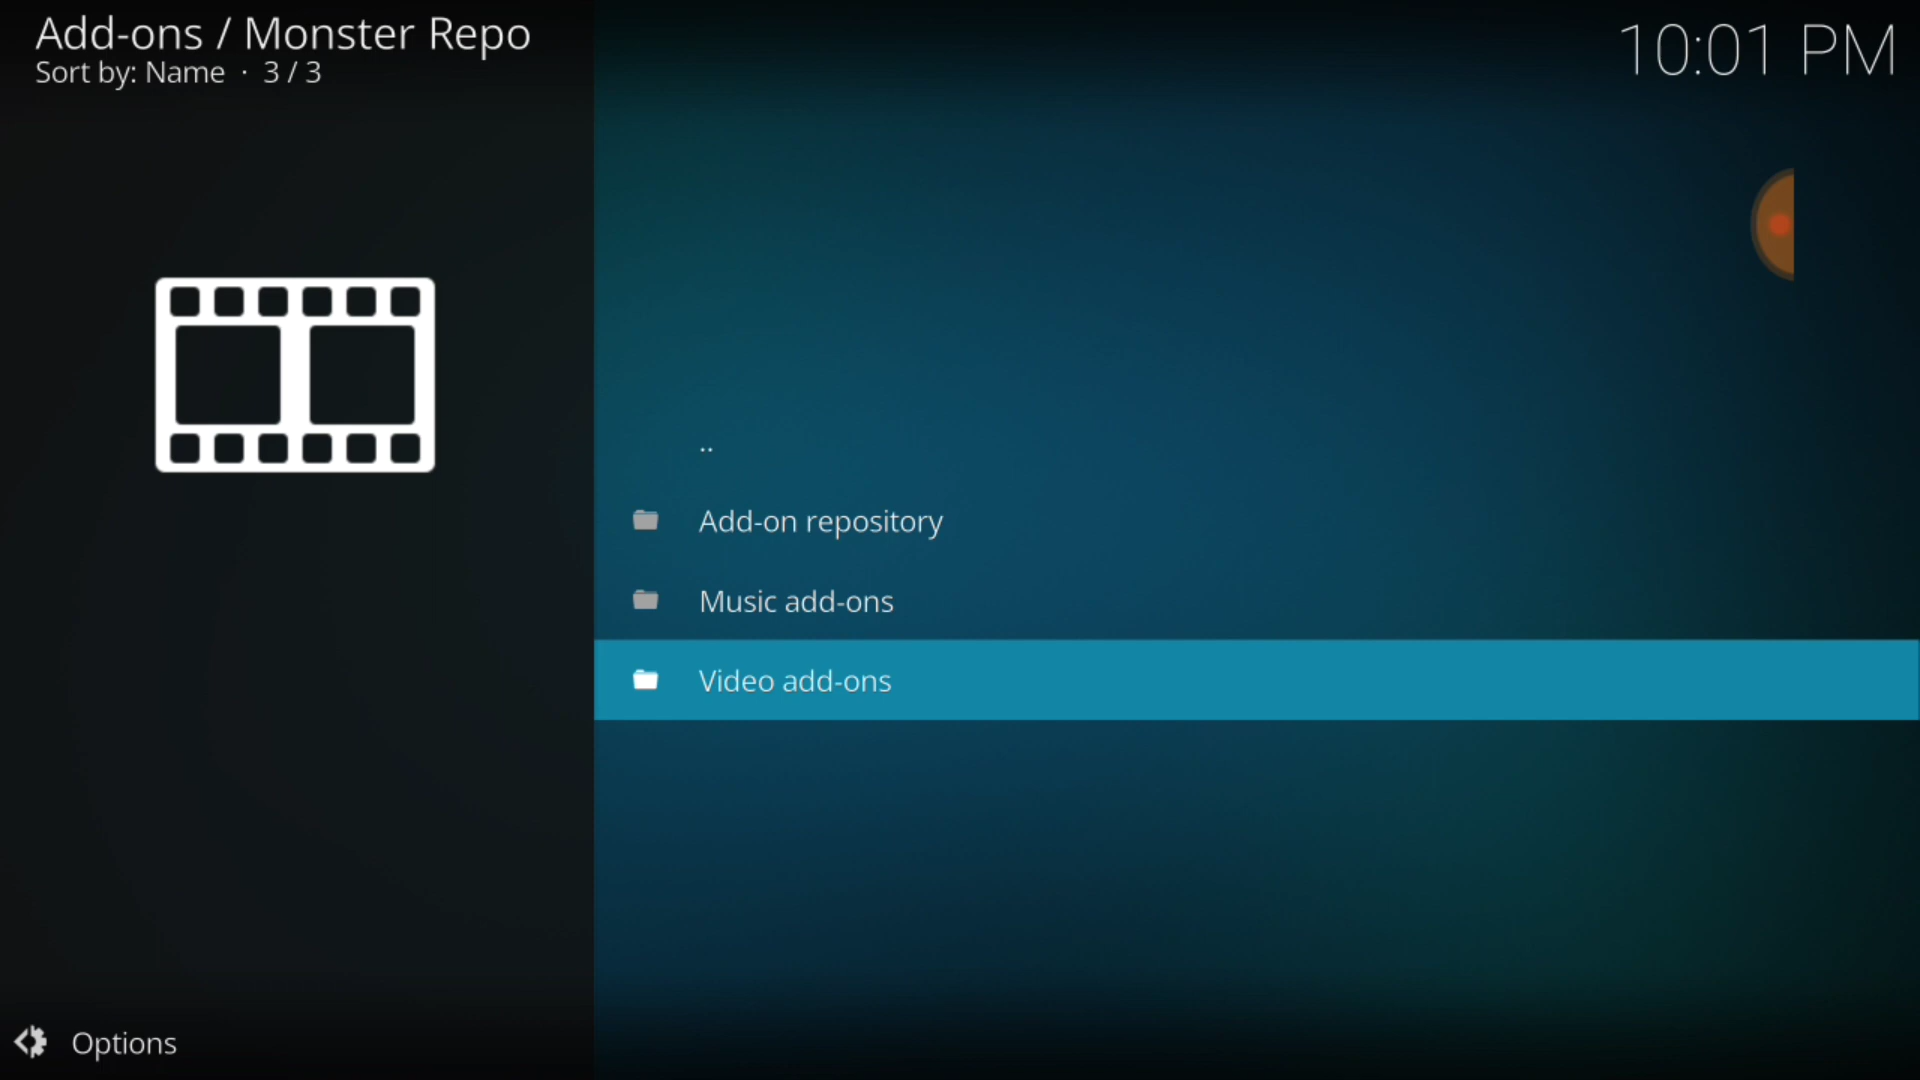 Add-ons / Monster Repo
Sort by: Name · 3 / 3
10:01 PM
..
Add-on repository
Music add-ons
Video add-ons
Options